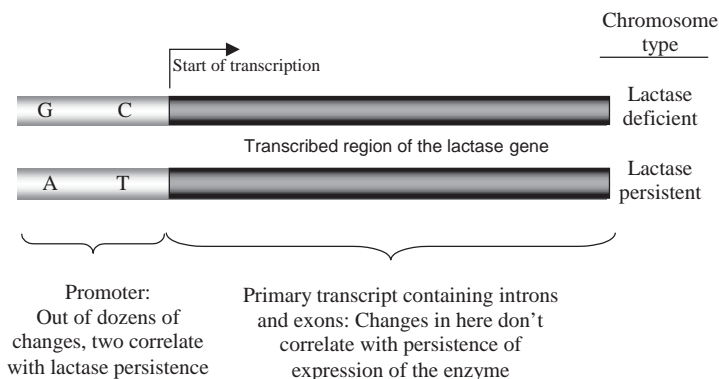 Chromosome
type
Start of transcription
G C
Lactase
deficient
Transcribed region of the lactase gene
A T
Lactase
persistent
Promoter:
Out of dozens of
changes, two correlate
with lactase persistence
Primary transcript containing introns
and exons: Changes in here don’t
correlate with persistence of
expression of the enzyme